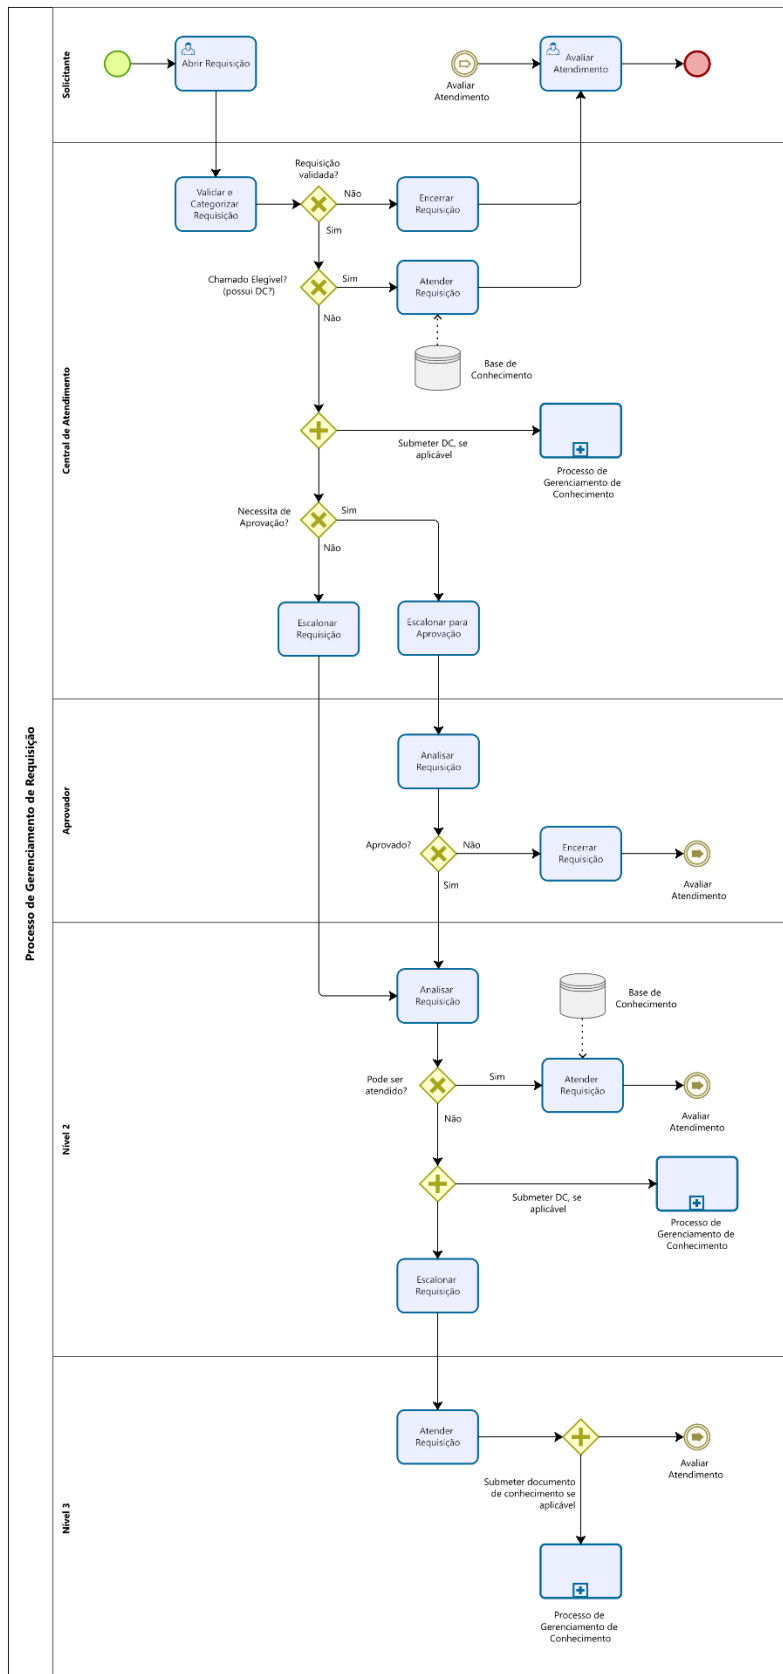 Processo de Gerenciamento de Requisição
Solicitante
Abrir Requisição
Avaliar
Atendimento
Avaliar
Atendimento
Central de Atendimento
Requisição
validada?
Validar e
Categorizar
Requisição
Não
Encerrar
Requisição
Sim
Chamado Elegível?
(possui DC?)
Sim
Atender
Requisição
Não
Base de
Conhecimento
Submeter DC, se
aplicável
Processo de
Gerenciamento de
Conhecimento
Necessita de
Aprovação?
Sim
Não
Escalonar
Requisição
Escalonar para
Aprovação
Aprovador
Analisar
Requisição
Aprovado?
Não
Encerrar
Requisição
Sim
Avaliar
Atendimento
Nível 2
Analisar
Requisição
Base de
Conhecimento
Pode ser
atendido?
Sim
Atender
Requisição
Não
Avaliar
Atendimento
Submeter DC, se
aplicável
Processo de
Gerenciamento de
Conhecimento
Escalonar
Requisição
Nível 3
Atender
Requisição
Avaliar
Atendimento
Submeter documento
de conhecimento se
aplicável
Processo de
Gerenciamento de
Conhecimento